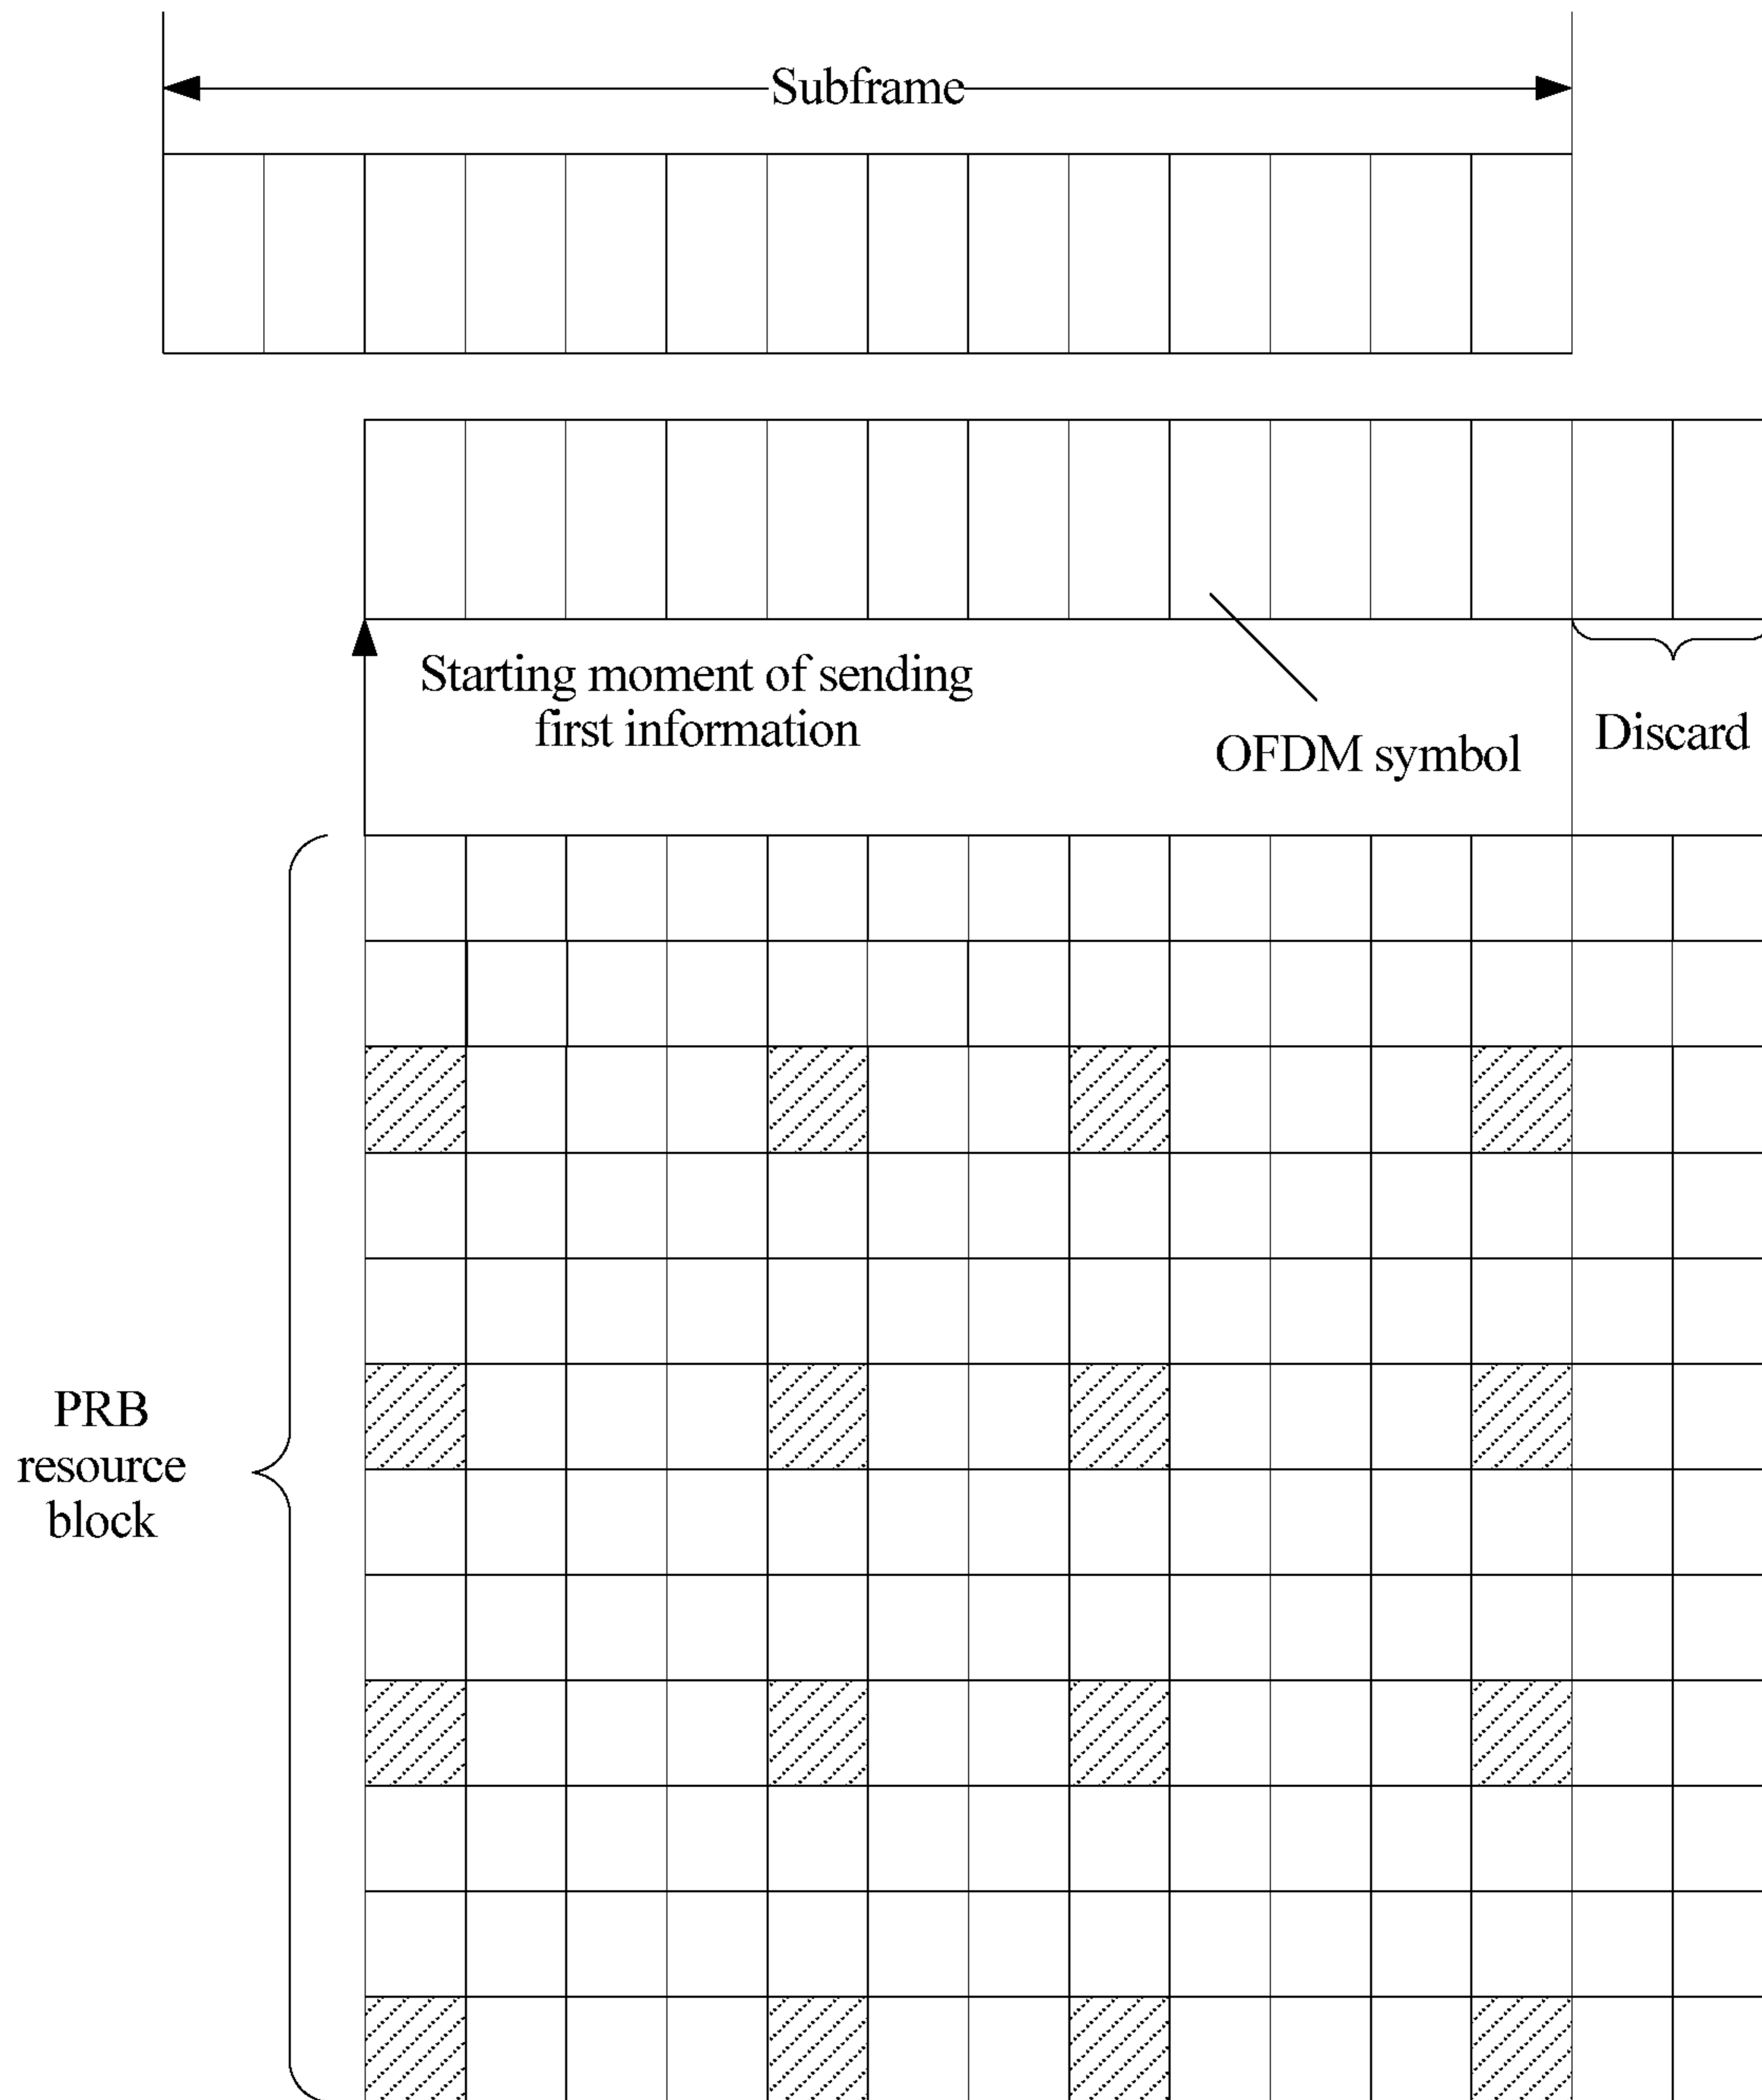 Subframe
Starting moment of sending
first information
OFDM symbol
Discard
PRB
resource
block